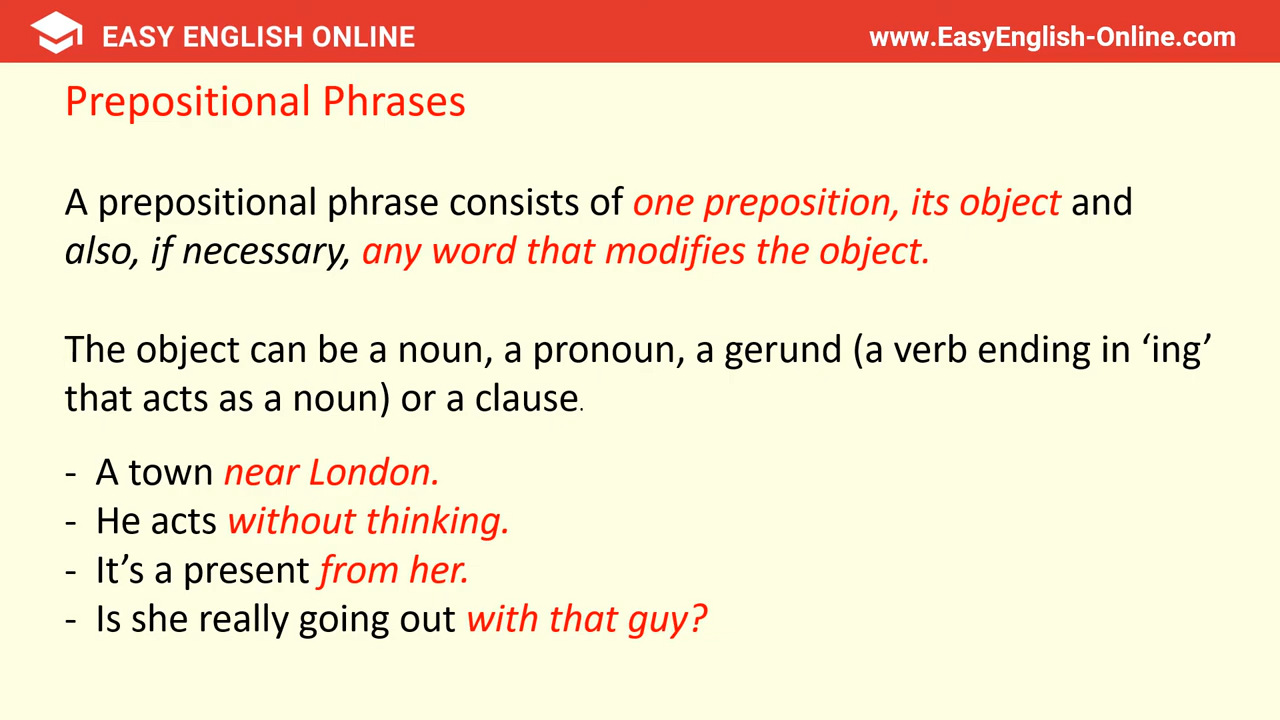 EASY ENGLISH ONLINE
www.EasyEnglish-Online.com
Prepositional Phrases
A prepositional phrase consists of one preposition, its object and
also, if necessary, any word that modifies the object.
The object can be a noun, a pronoun, a gerund (a verb ending in ‘ing’
that acts as a noun) or a clause.
- A town near London.
- He acts without thinking.
- It’s a present from her.
- Is she really going out with that guy?